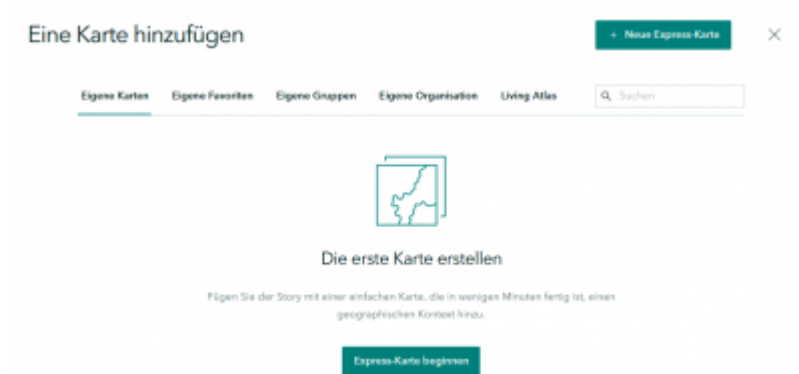 Eine Karte hinzufügen
+ Neue Express-Karte
Eigene Karten Eigene Favoriten Eigene Gruppen Eigene Organisation Living Atlas Suchen
Die erste Karte erstellen
Fügen Sie der Story mit einer einfachen Karte, die in wenigen Minuten fertig ist, einen
geographischen Kontext hinzu.
Express-Karte beginnen